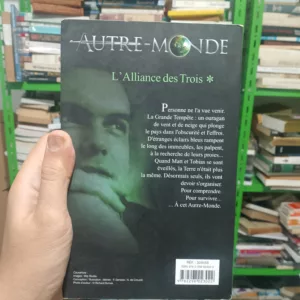 AUTRE-MONDE
L'Alliance des Trois *
Personne ne l'a vue venir.
La Grande Tempête : un ouragan
de vent et de neige qui plonge
le pays dans l'obscurité et l'effroi.
D'étranges éclairs bleus rampent
le long des immeubles, les palpent,
à la recherche de leurs proies...
Quand Matt et Tobias se sont
éveillés, la Terre n'était plus
la même. Désormais seuls, ils vont
devoir s'organiser.
Pour comprendre.
Pour survivre...
... À cet Autre-Monde.